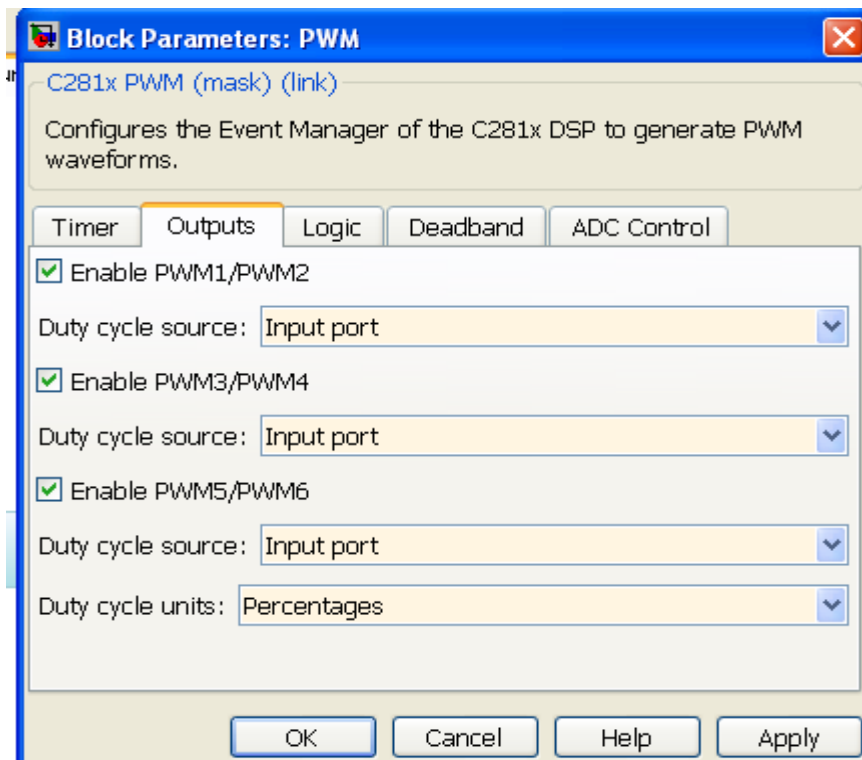 Block Parameters: PWM
C281x PWM (mask) (link)
Configures the Event Manager of the C281x DSP to generate PWM
waveforms.
Timer Outputs Logic Deadband ADC Control
Enable PWM1/PWM2
Duty cycle source: Input port
Enable PWM3/PWM4
Duty cycle source: Input port
Enable PWM5/PWM6
Duty cycle source: Input port
Duty cycle units: Percentages
OK Cancel Help Apply